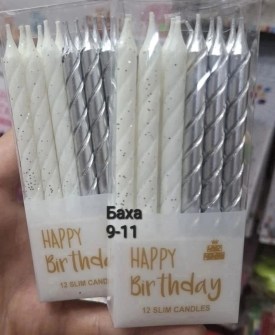 Баха
9-11
HAPPY
Birthday
12 SLIM CANDLES
HAPPY
Birthday
12 SLIM CANDLES